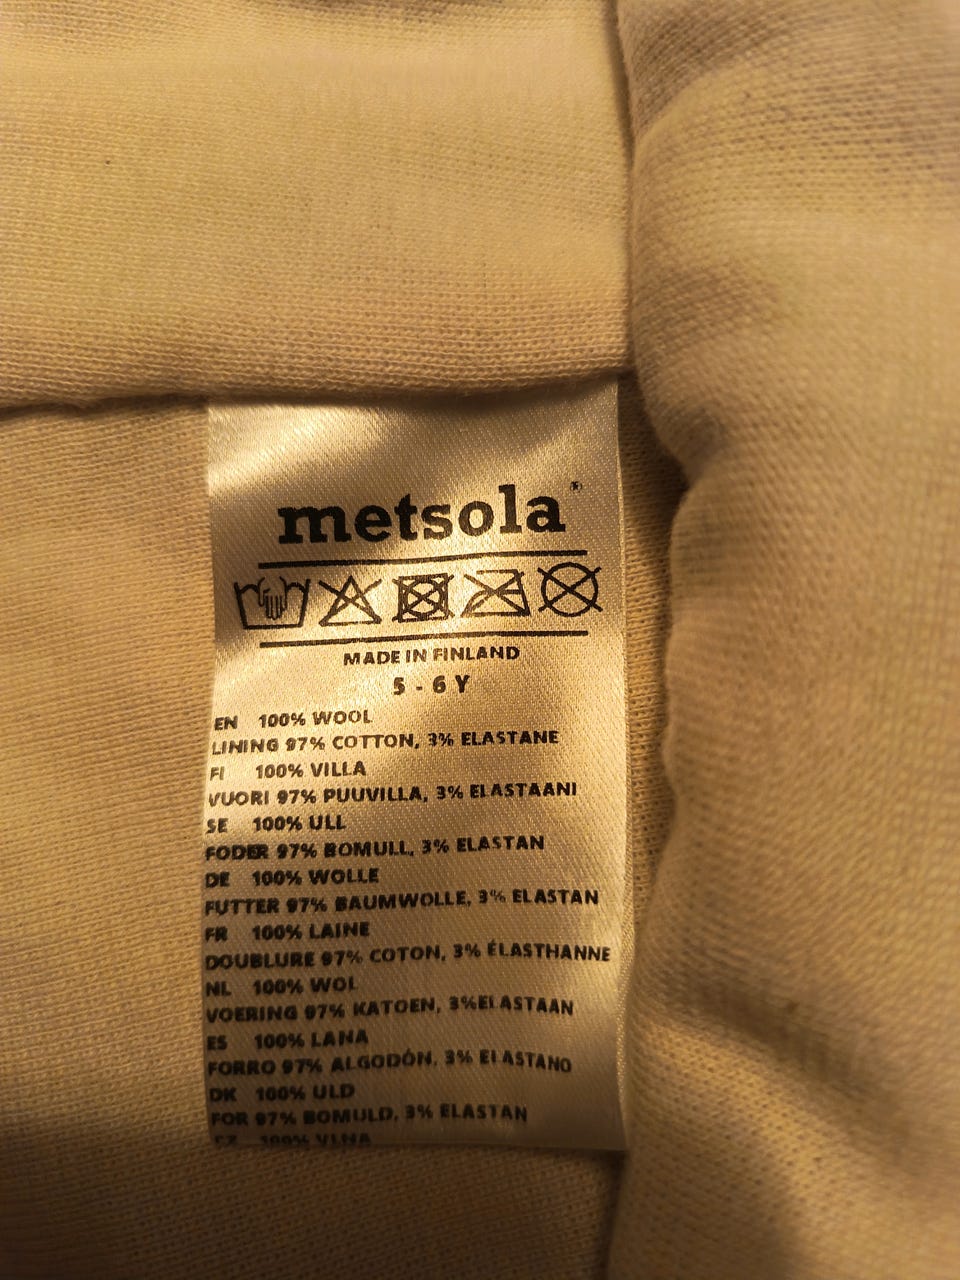 metsola
MADE IN FINLAND
5 - 6 Y
EN 100% WOOL
LINING 97% COTTON, 3% ELASTANE
FI 100% VILLA
VUORI 97% PUUVILLA, 3% ELASTAANI
SE 100% ULL
FODER 97% BOMULL, 3% ELASTAN
DE 100% WOLLE
FUTTER 97% BAUMWOLLE, 3% ELASTAN
FR 100% LAINE
DOUBLURE 97% COTON, 3% ÉLASTHANNE
NL 100% WOL
VOERING 97% KATOEN, 3%ELASTAAN
ES 100% LANA
FORRO 97% ALGODÓN, 3% ELASTANO
DK 100% ULD
FOR 97% BOMULD, 3% ELASTAN
CZ 100% VLNA